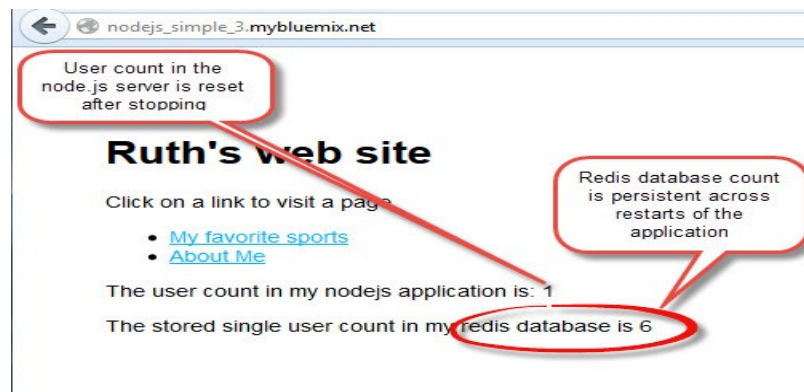 nodejs_simple_3.mybluemix.net
User count in the
node.js server is reset
after stopping
Ruth's web site
Redis database count
is persistent across
restarts of the
application
Click on a link to visit a page
My favorite sports
About Me
The user count in my nodejs application is: 1
The stored single user count in my redis database is 6